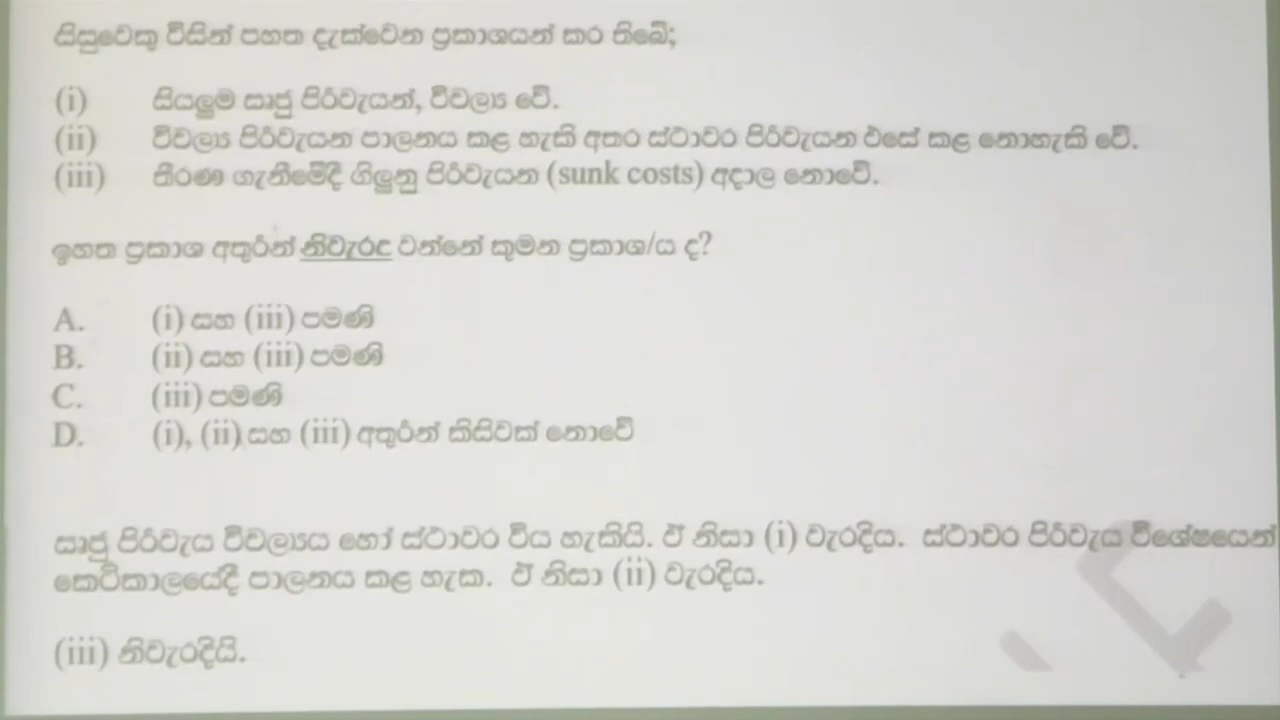 සිසුවෙකු විසින් පහත දැක්වෙන ප්‍රකාශයන් කර තිබේ;
(i) සියලුම සෘජු පිරිවැයන්, විචල්‍ය වේ.
(ii) විචල්‍ය පිරිවැයන පාලනය කළ හැකි අතර ස්ථාවර පිරිවැයන එසේ කළ නොහැකි වේ.
(iii) තීරණ ගැනීමේදී ගිලුනු පිරිවැයන (sunk costs) අදාල නොවේ.
ඉහත ප්‍රකාශ අතුරින් නිවැරද වන්නේ කුමන ප්‍රකාශ/ය ද?
A. (i) සහ (iii) පමණි
B. (ii) සහ (iii) පමණි
C. (iii) පමණි
D. (i), (ii) සහ (iii) අතුරින් කිසිවක් නොවේ
සෘජු පිරිවැය විචල්‍යය හෝ ස්ථාවර විය හැකියි. ඒ නිසා (i) වැරදිය. ස්ථාවර පිරිවැය විශේෂයෙන්
කෙටිකාලයේදී පාලනය කළ හැක. ඒ නිසා (ii) වැරදිය.
(iii) නිවැරදියි.